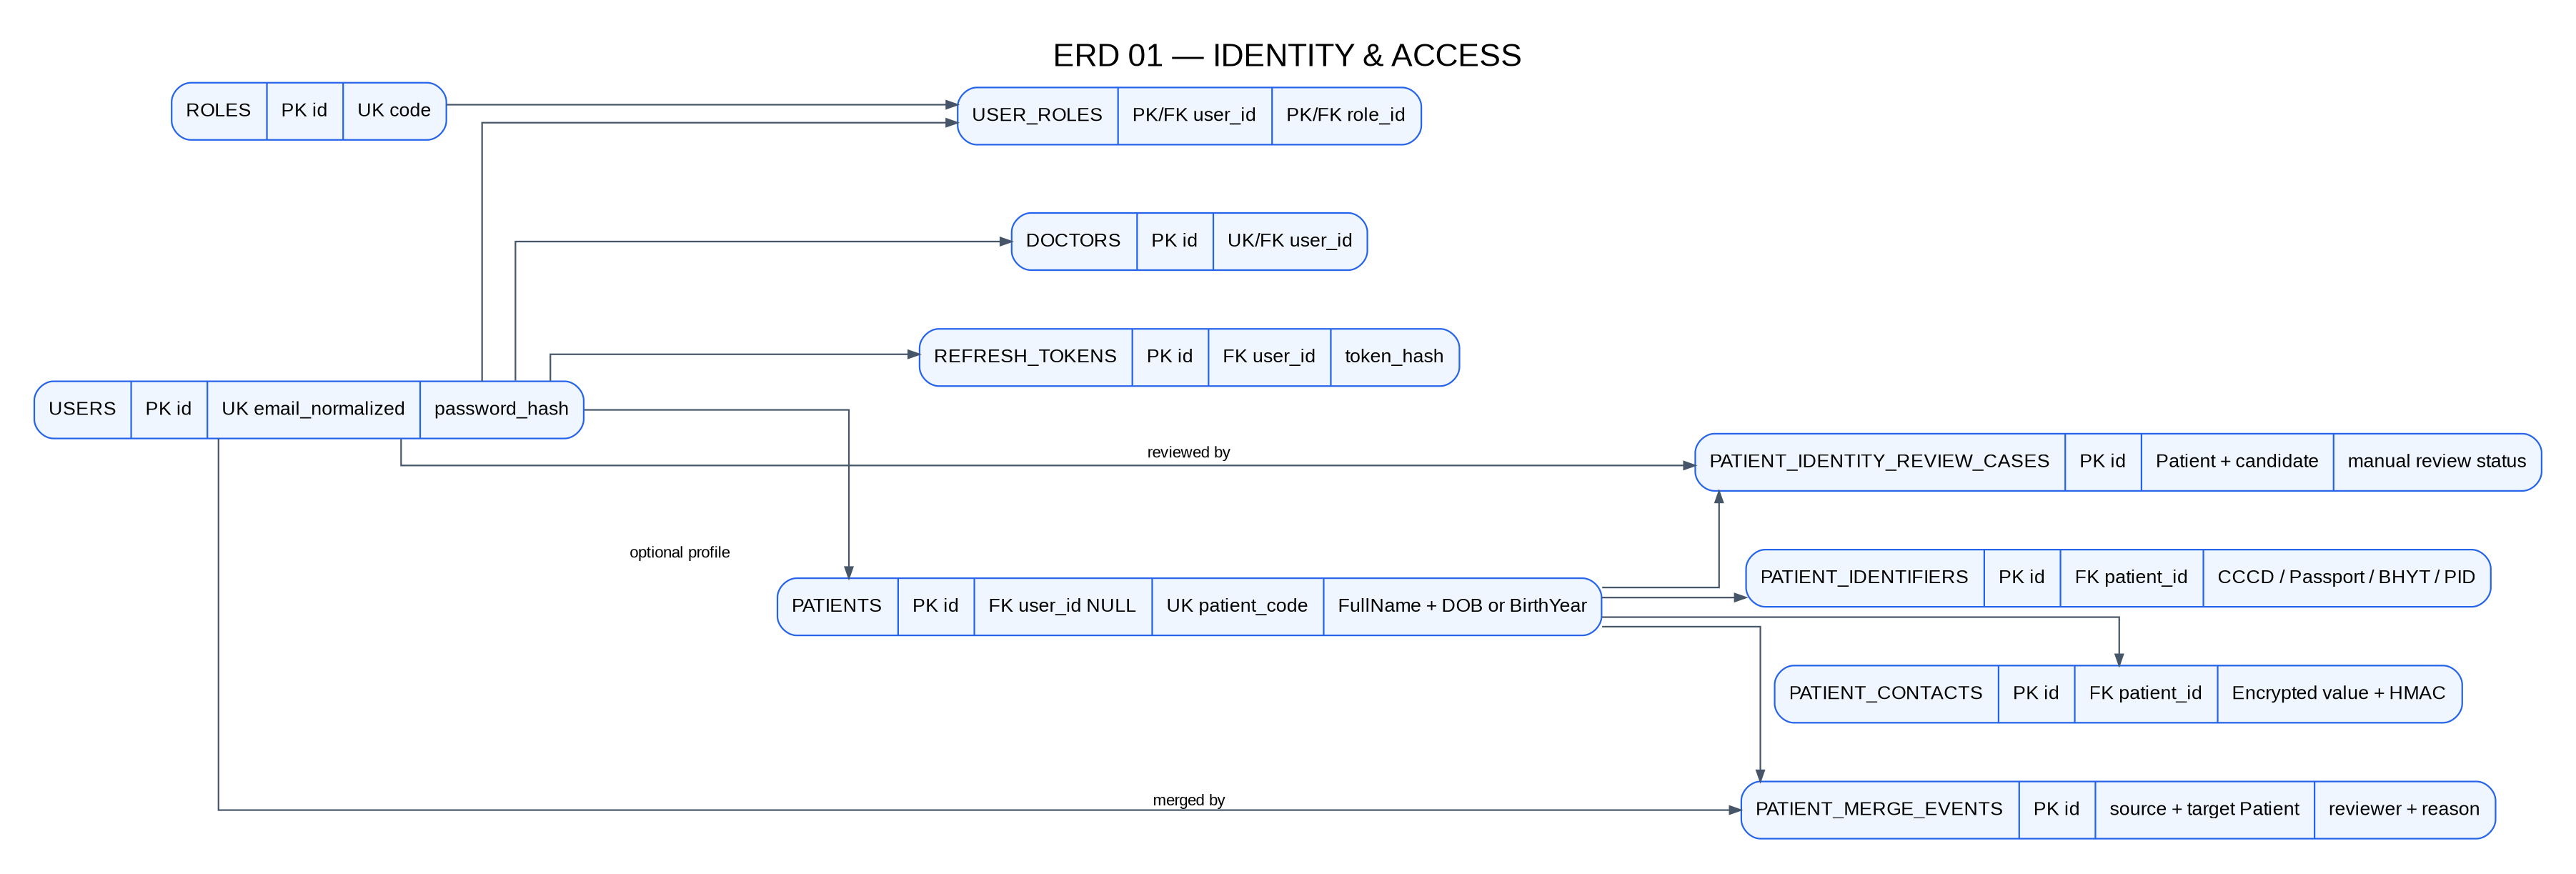 ERD 01 — IDENTITY & ACCESS
ROLES PK id UK code
USER_ROLES PK/FK user_id PK/FK role_id
DOCTORS PK id UK/FK user_id
REFRESH_TOKENS PK id FK user_id token_hash
USERS PK id UK email_normalized password_hash
reviewed by
PATIENT_IDENTITY_REVIEW_CASES PK id Patient + candidate manual review status
optional profile
PATIENTS PK id FK user_id NULL UK patient_code FullName + DOB or BirthYear
PATIENT_IDENTIFIERS PK id FK patient_id CCCD / Passport / BHYT / PID
PATIENT_CONTACTS PK id FK patient_id Encrypted value + HMAC
merged by
PATIENT_MERGE_EVENTS PK id source + target Patient reviewer + reason